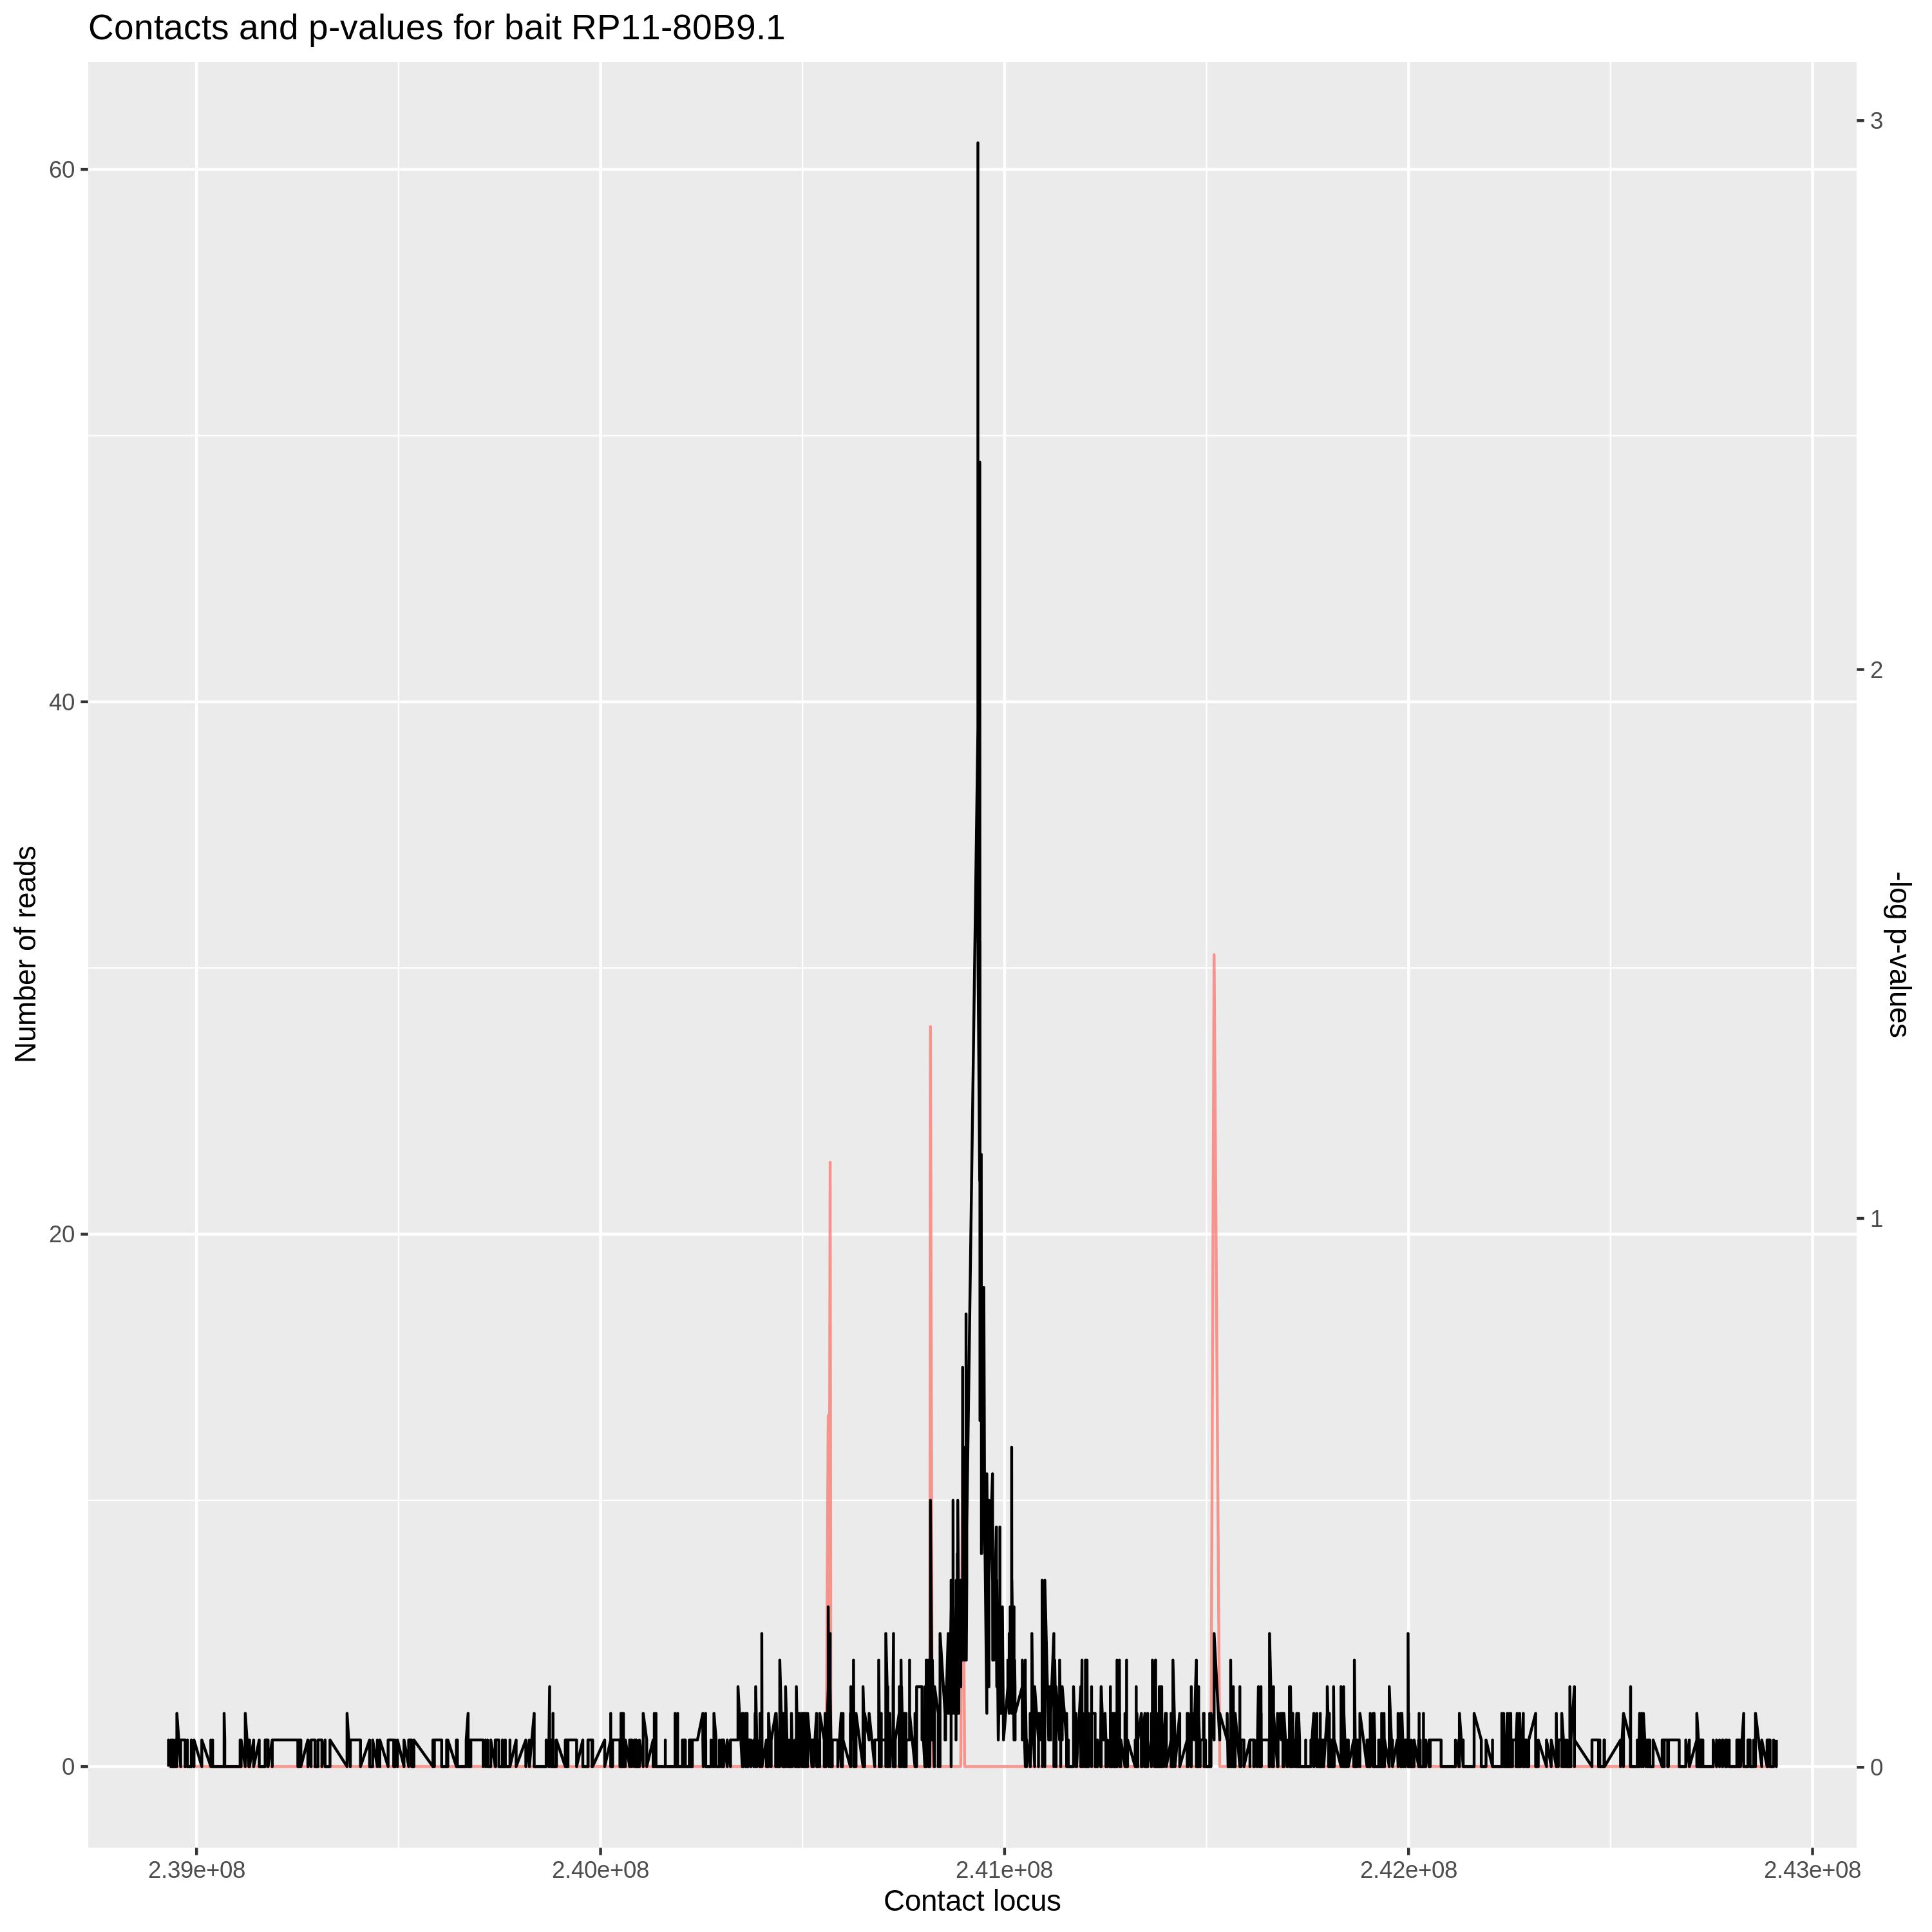 Contacts and p-values for bait RP11-80B9.1
Number of reads
60
40
20
0
3
2
1
0
-log p-values
2.39e+08
2.40e+08
2.41e+08
2.42e+08
2.43e+08
Contact locus